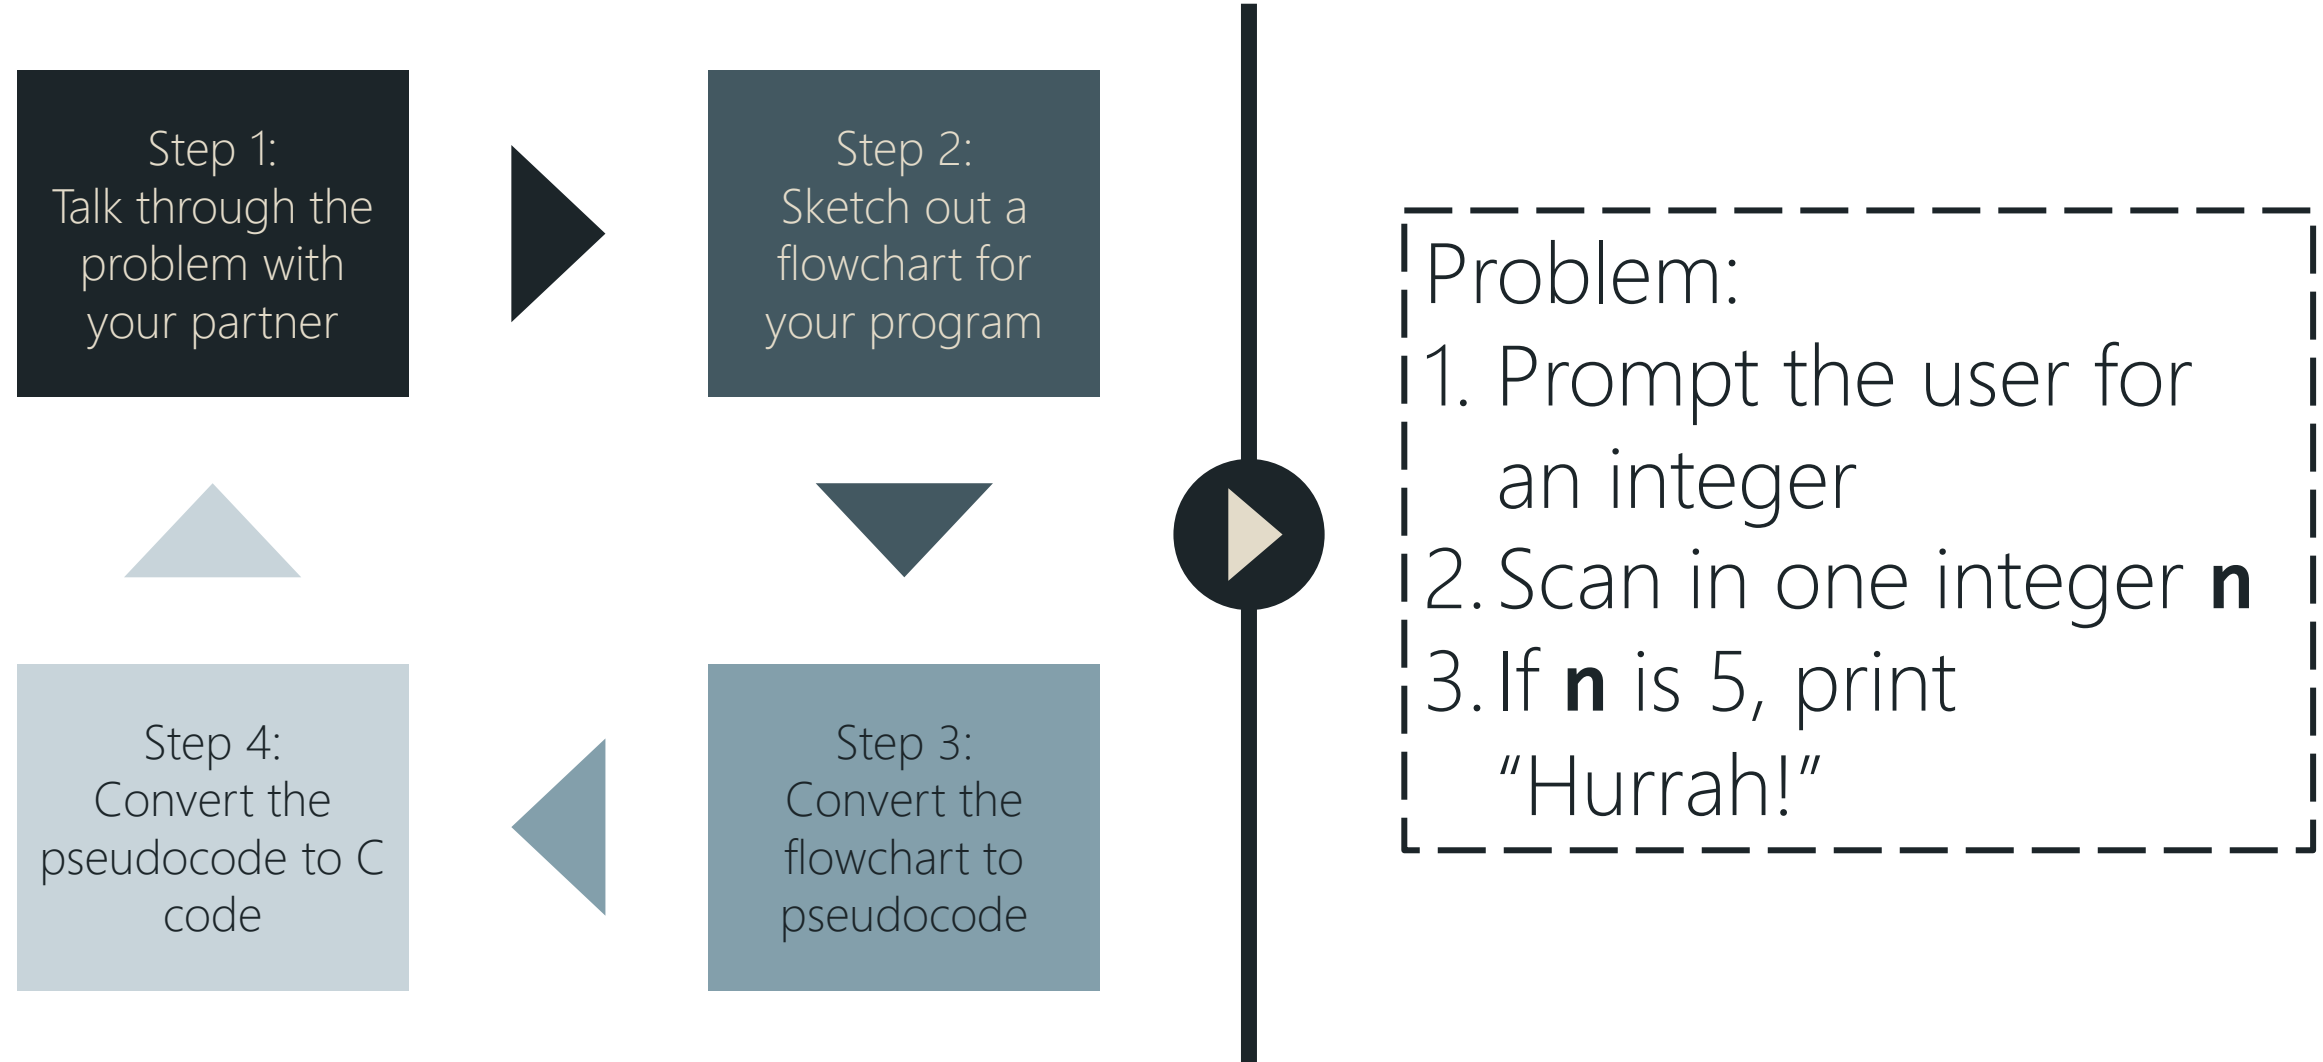 Step 1:
Talk through the
problem with
your partner
Step 2:
Sketch out a
flowchart for
your program
Step 3:
Convert the
flowchart to
pseudocode
Step 4:
Convert the
pseudocode to C
code
Problem:
1. Prompt the user for
an integer
2. Scan in one integer n
3. If n is 5, print
“Hurrah!”